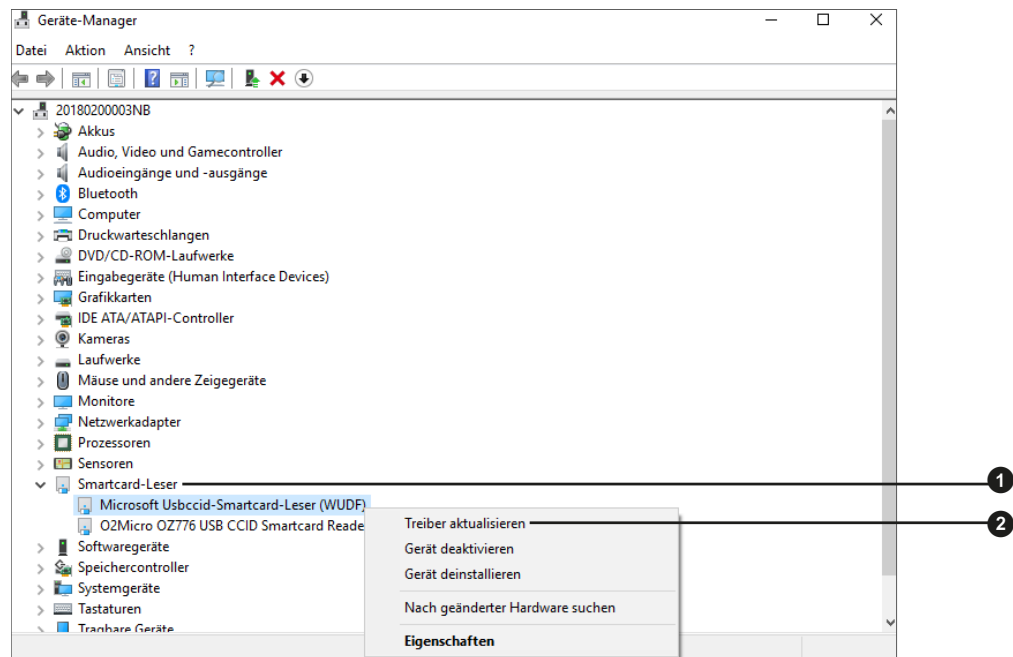 Geräte-Manager
Datei Aktion Ansicht ?
20180200003NB
Akkus
Audio, Video und Gamecontroller
Audioeingänge und -ausgänge
Bluetooth
Computer
Druckwarteschlangen
DVD/CD-ROM-Laufwerke
Eingabegeräte (Human Interface Devices)
Grafikkarten
IDE ATA/ATAPI-Controller
Kameras
Laufwerke
Mäuse und andere Zeigegeräte
Monitore
Netzwerkadapter
Prozessoren
Sensoren
Smartcard-Leser 1
Microsoft Usbccid-Smartcard-Leser (WUDF)
O2Micro OZ776 USB CCID Smartcard Reade
Treiber aktualisieren 2
Gerät deaktivieren
Gerät deinstallieren
Nach geänderter Hardware suchen
Eigenschaften
Softwaregeräte
Speichercontroller
Systemgeräte
Tastaturen
Tragbare Geräte